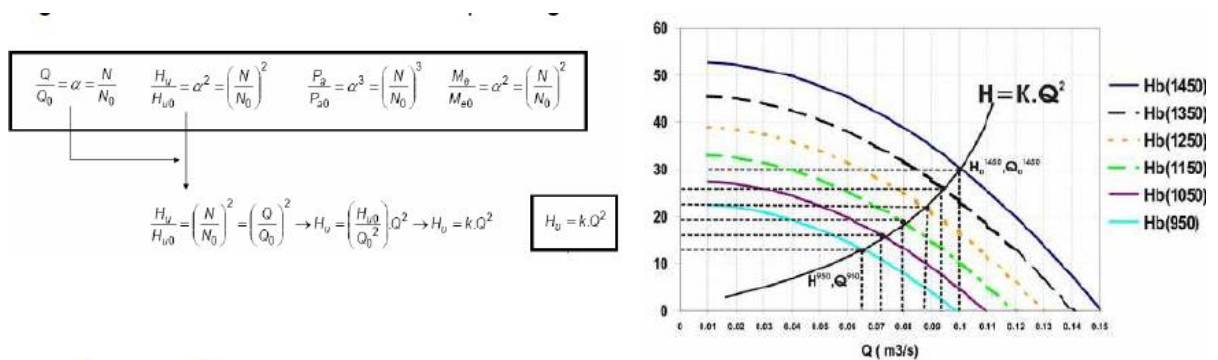 Q/Q₀ = α = N/N₀ Hᵤ/Hᵤ₀ = α² = (N/N₀)² Pₐ/Pₐ₀ = α³ = (N/N₀)³ Mₑ/Mₑ₀ = α² = (N/N₀)²
Hᵤ/Hᵤ₀ = (N/N₀)² = (Q/Q₀)² → Hᵤ = (Hᵤ₀/Q₀²).Q² → Hᵤ = k.Q²
Hᵤ = k.Q²
60
50
40
30
20
10
0
H=K.Q²
H₀¹⁴⁵⁰,Q₀¹⁴⁵⁰
H⁹⁵⁰,Q⁹⁵⁰
0 0.01 0.02 0.03 0.04 0.05 0.06 0.07 0.08 0.09 0.1 0.11 0.12 0.13 0.14 0.15
Q ( m3/s)
Hb(1450)
Hb(1350)
Hb(1250)
Hb(1150)
Hb(1050)
Hb(950)